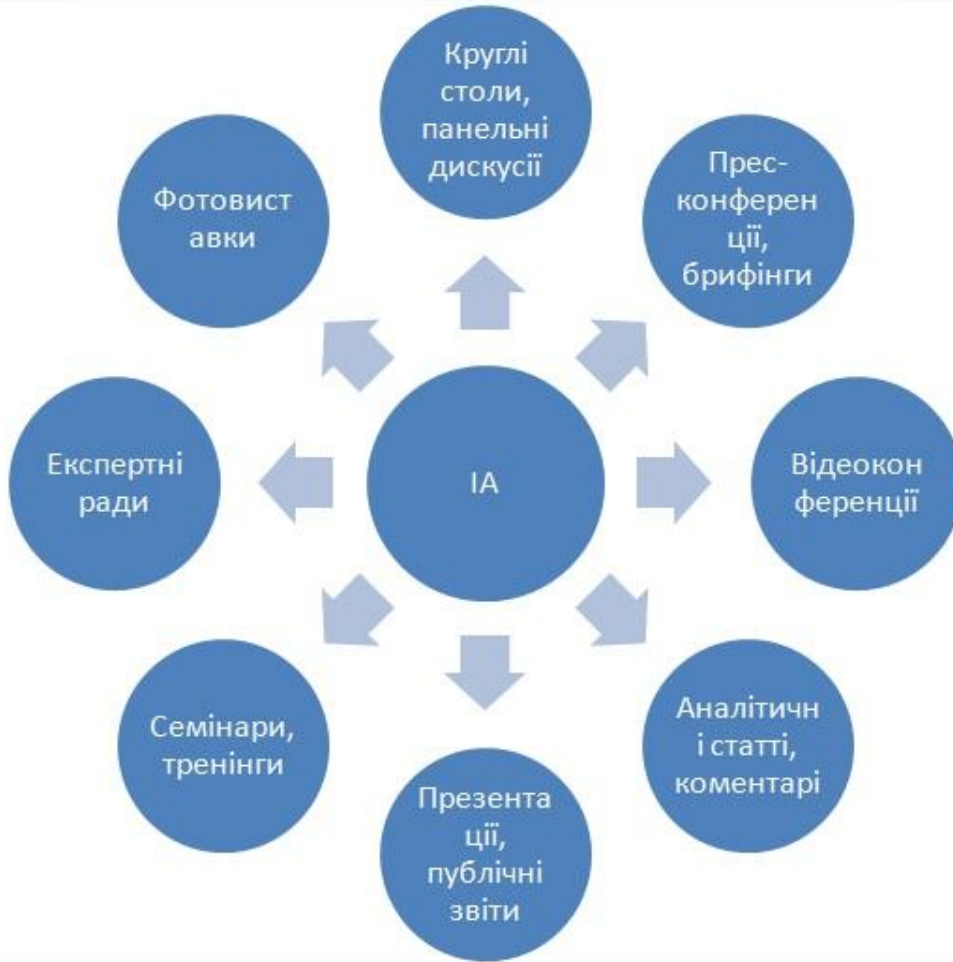 Круглі
столи,
панельні
дискусії
Прес-
конферен
ції,
брифінги
Відеокон
ференції
Аналітичн
і статті,
коментарі
Презента
ції,
публічні
звіти
Семінари,
тренінги
Експертні
ради
Фотовист
авки
ІА